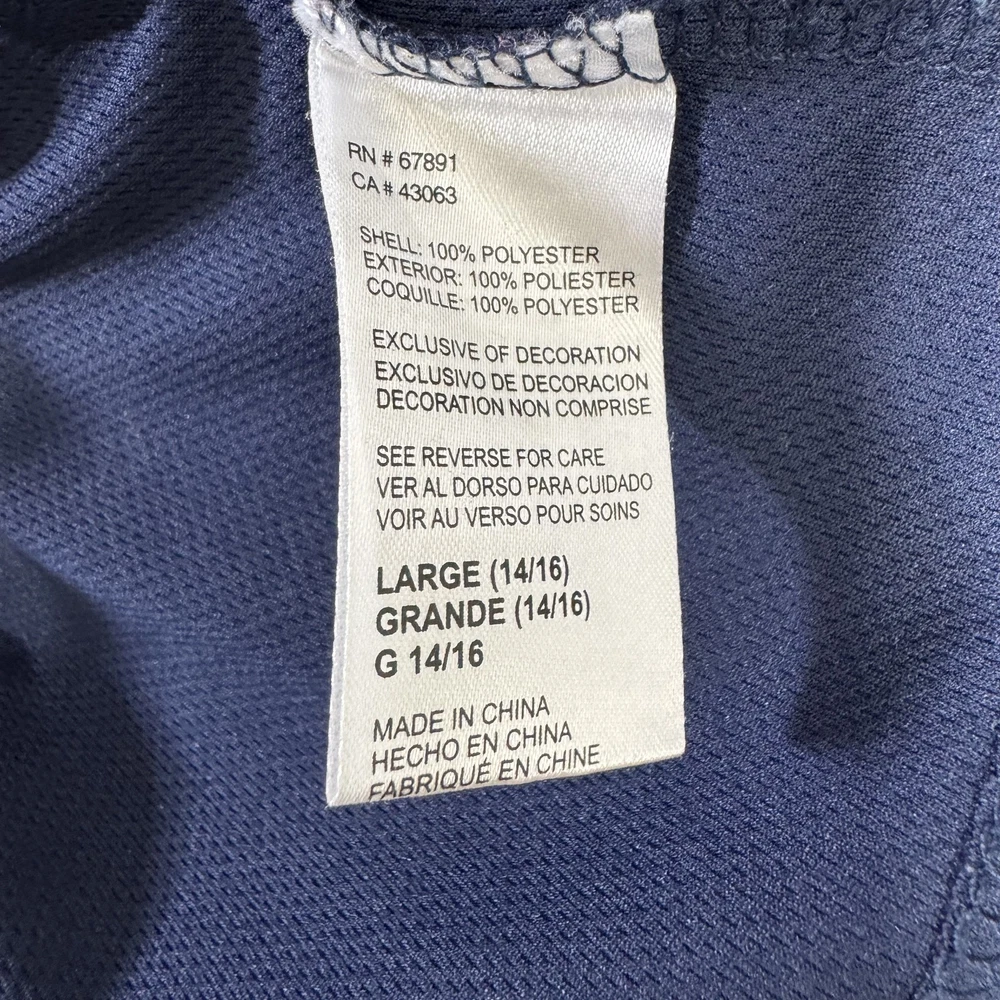 RN # 67891
CA # 43063
SHELL: 100% POLYESTER
EXTERIOR: 100% POLIESTER
COQUILLE: 100% POLYESTER
EXCLUSIVE OF DECORATION
EXCLUSIVO DE DECORACION
DECORATION NON COMPRISE
SEE REVERSE FOR CARE
VER AL DORSO PARA CUIDADO
VOIR AU VERSO POUR SOINS
LARGE (14/16)
GRANDE (14/16)
G 14/16
MADE IN CHINA
HECHO EN CHINA
FABRIQUÉ EN CHINE